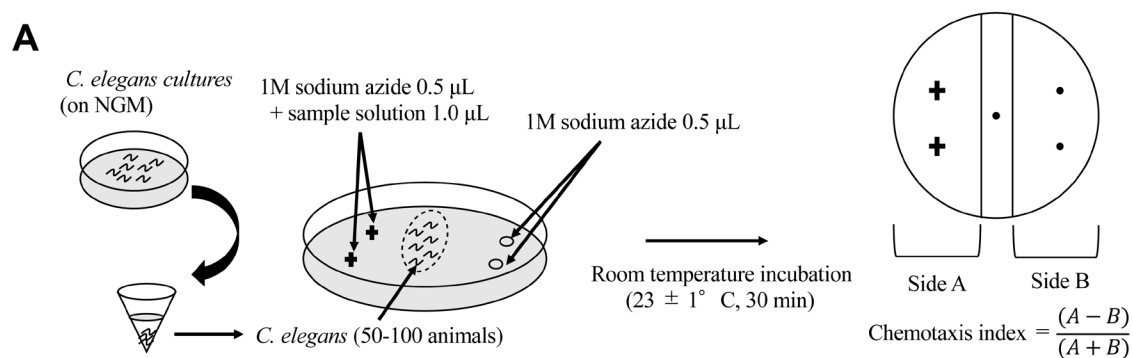 A
C. elegans cultures
(on NGM)
1M sodium azide 0.5 μL
+ sample solution 1.0 μL
1M sodium azide 0.5 μL
C. elegans (50-100 animals)
Room temperature incubation
(23 ± 1° C, 30 min)
Side A
Side B
Chemotaxis index = (A − B)
(A + B)